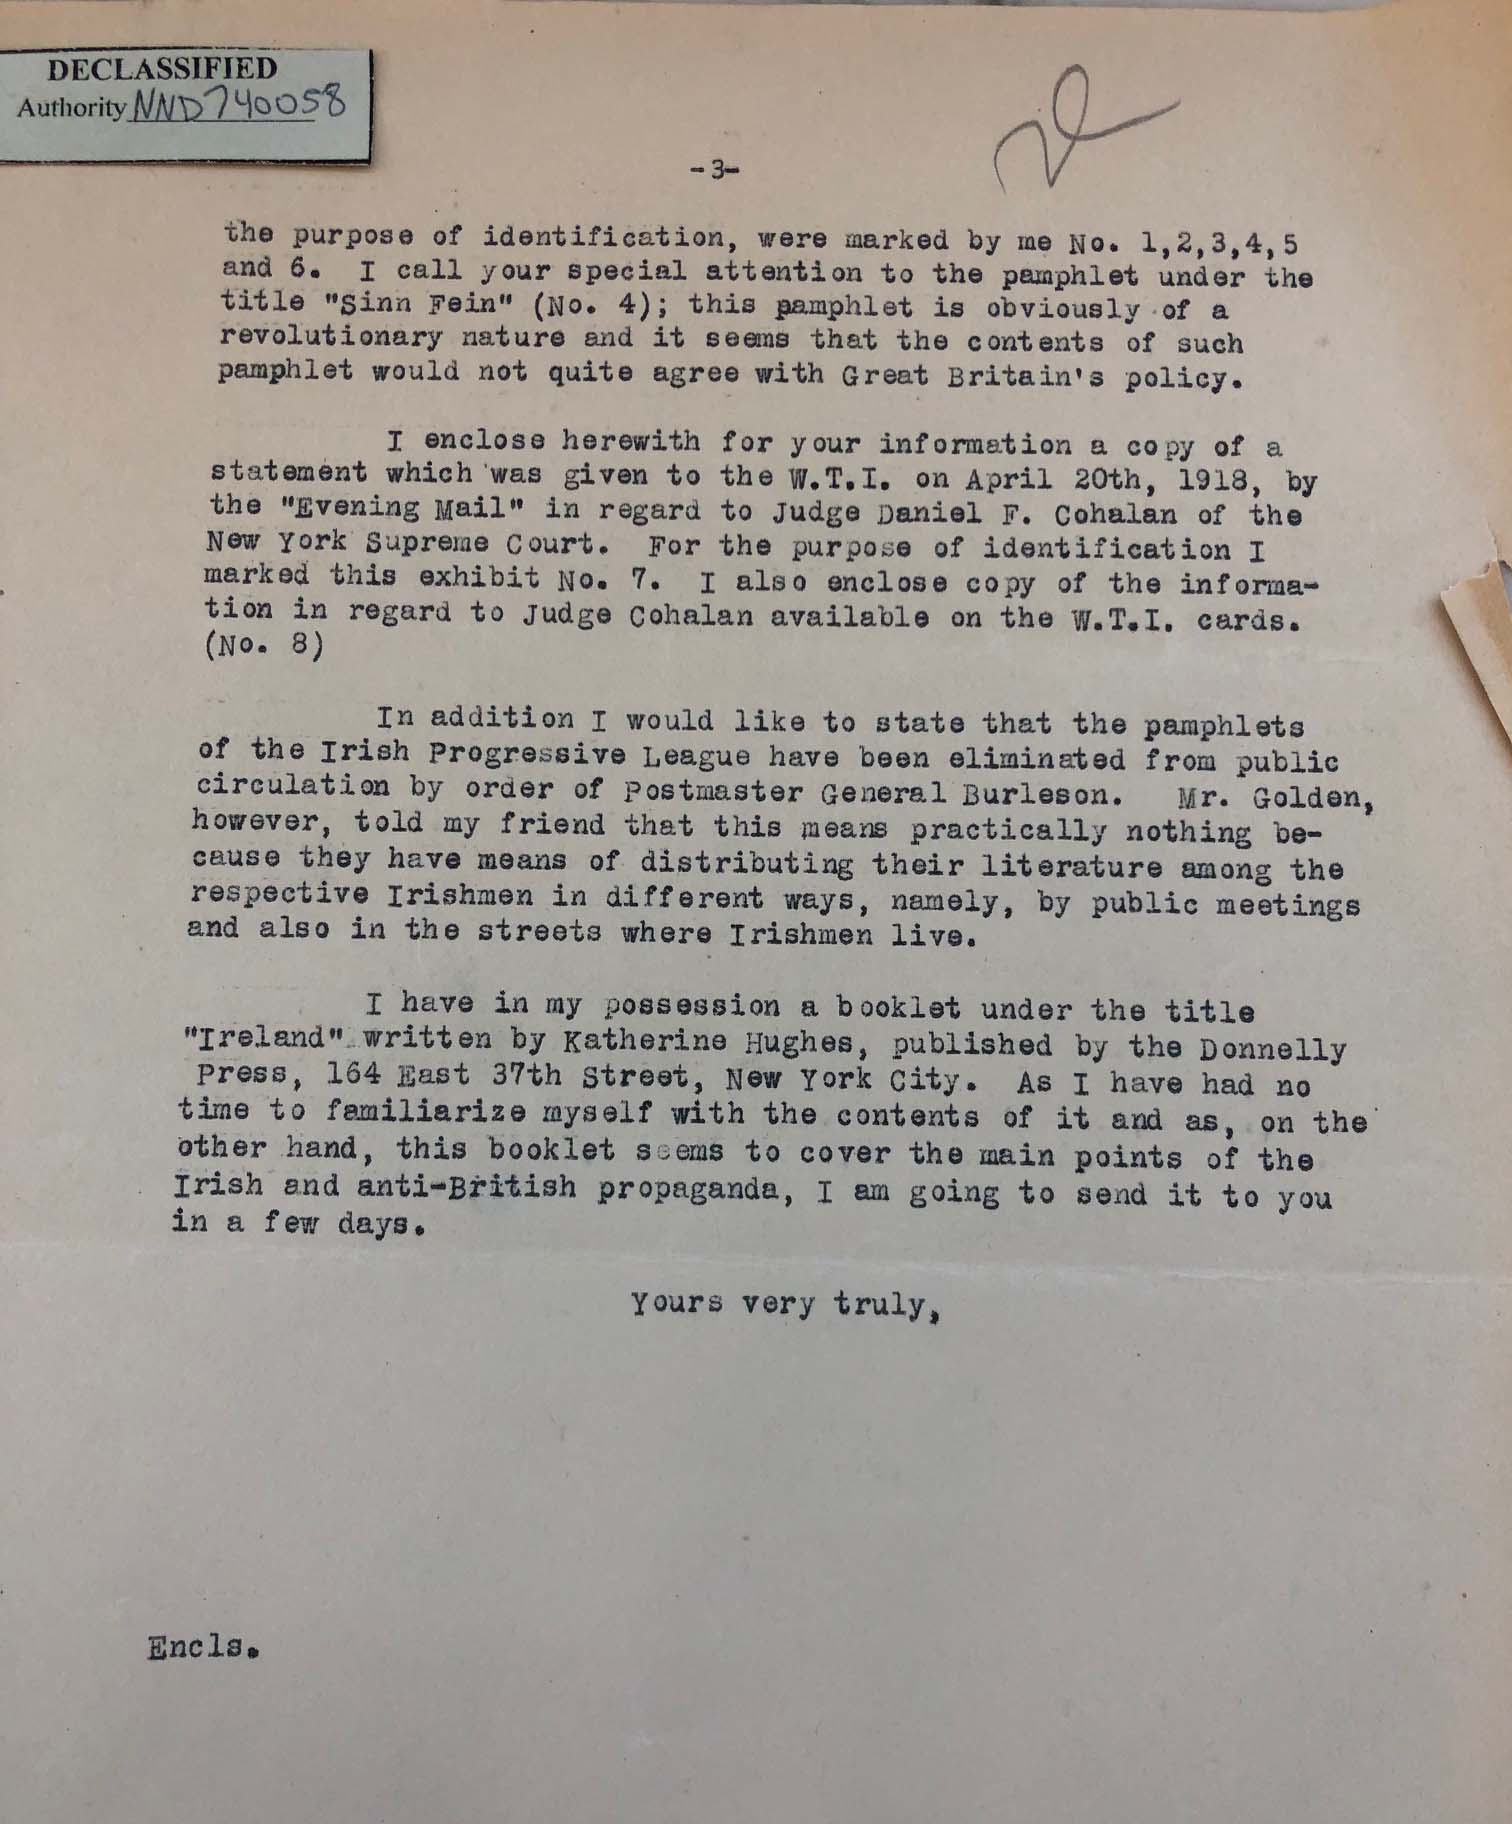 DECLASSIFIED
Authority NND740058
-3-
the purpose of identification, were marked by me No. 1,2,3,4,5
and 6. I call your special attention to the pamphlet under the
title "Sinn Fein" (No. 4); this pamphlet is obviously of a
revolutionary nature and it seems that the contents of such
pamphlet would not quite agree with Great Britain's policy.
I enclose herewith for your information a copy of a
statement which was given to the W.T.I. on April 20th, 1918, by
the "Evening Mail" in regard to Judge Daniel F. Cohalan of the
New York Supreme Court. For the purpose of identification I
marked this exhibit No. 7. I also enclose copy of the informa-
tion in regard to Judge Cohalan available on the W.T.I. cards.
(No. 8)
In addition I would like to state that the pamphlets
of the Irish Progressive League have been eliminated from public
circulation by order of Postmaster General Burleson. Mr. Golden,
however, told my friend that this means practically nothing be-
cause they have means of distributing their literature among the
respective Irishmen in different ways, namely, by public meetings
and also in the streets where Irishmen live.
I have in my possession a booklet under the title
"Ireland" written by Katherine Hughes, published by the Donnelly
Press, 164 East 37th Street, New York City. As I have had no
time to familiarize myself with the contents of it and as, on the
other hand, this booklet seems to cover the main points of the
Irish and anti-British propaganda, I am going to send it to you
in a few days.
Yours very truly,
Encls.